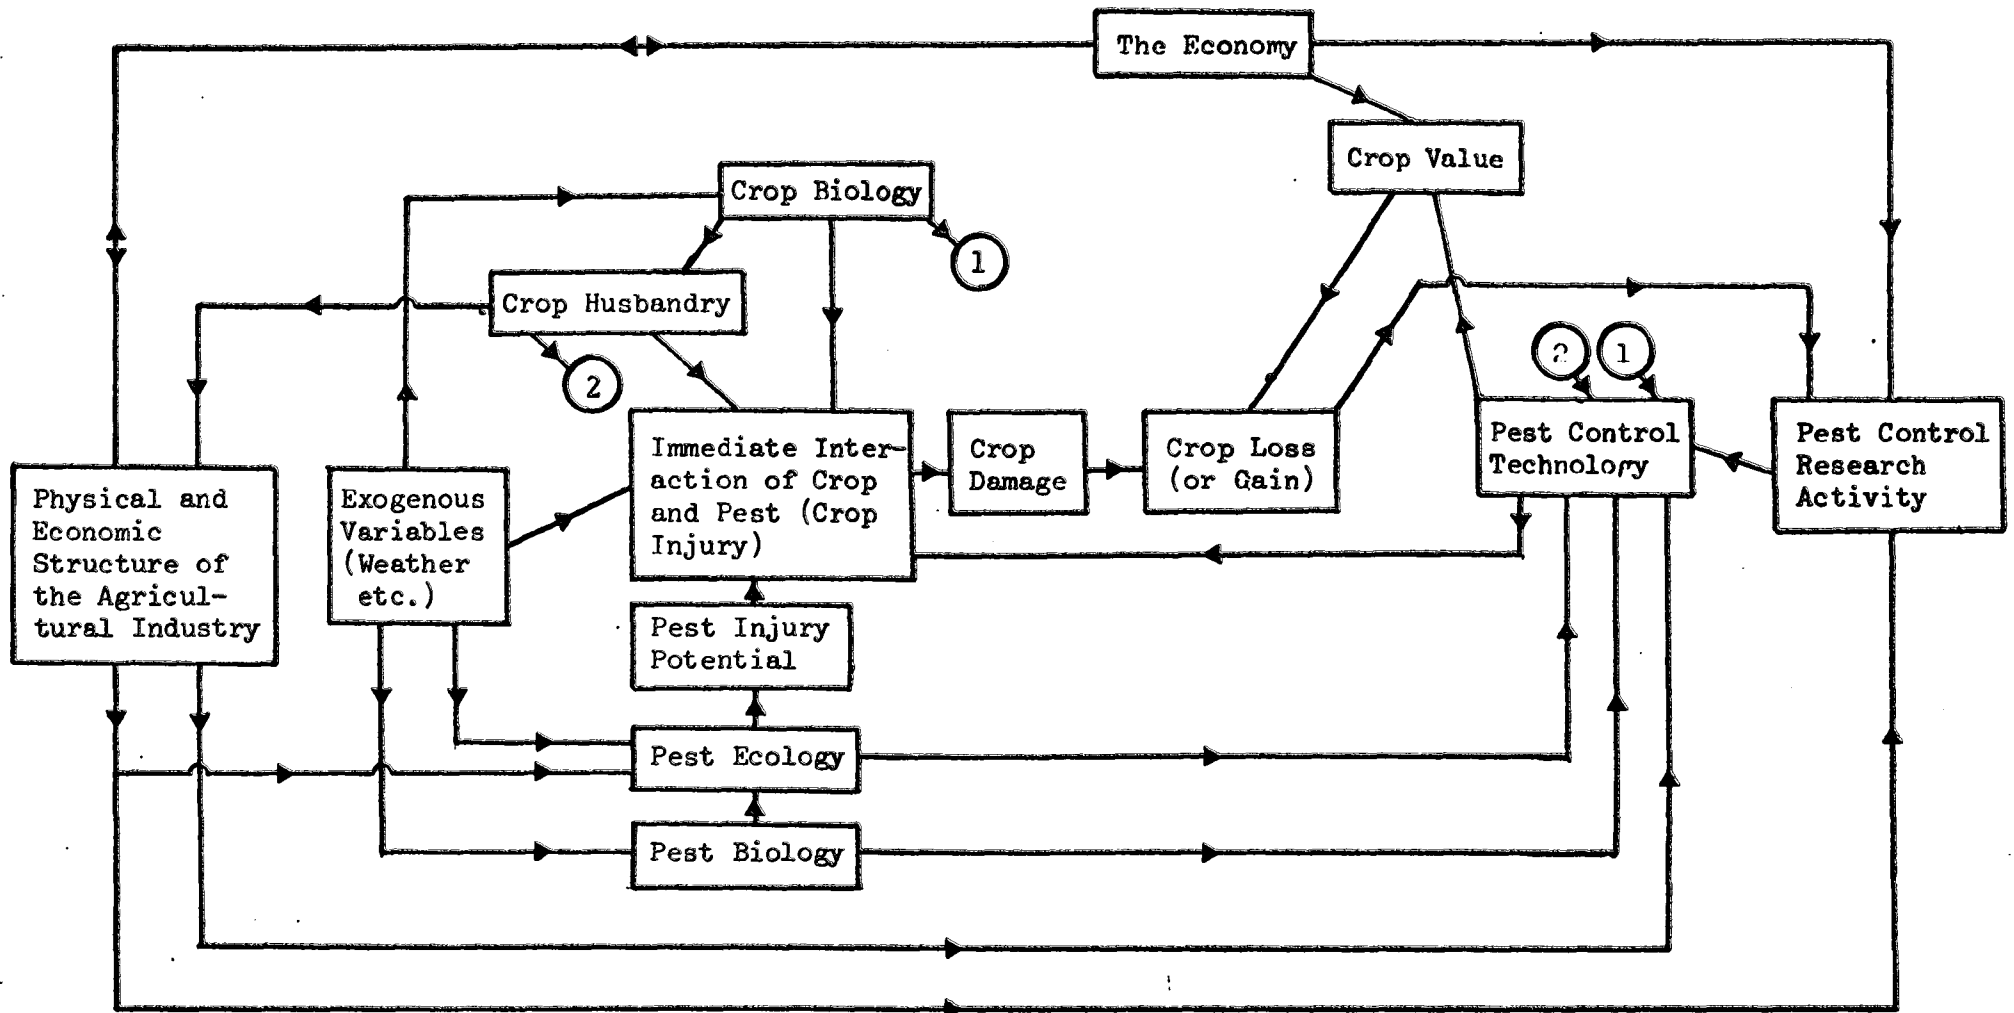 The Economy
Crop Value
Crop Biology
1
Crop Husbandry
2
2 1
Immediate Inter-
action of Crop
and Pest (Crop
Injury)
Crop
Damage
Crop Loss
(or Gain)
Pest Control
Technology
Pest Control
Research
Activity
Physical and
Economic
Structure of
the Agricul-
tural Industry
Exogenous
Variables
(Weather
etc.)
Pest Injury
Potential
Pest Ecology
Pest Biology